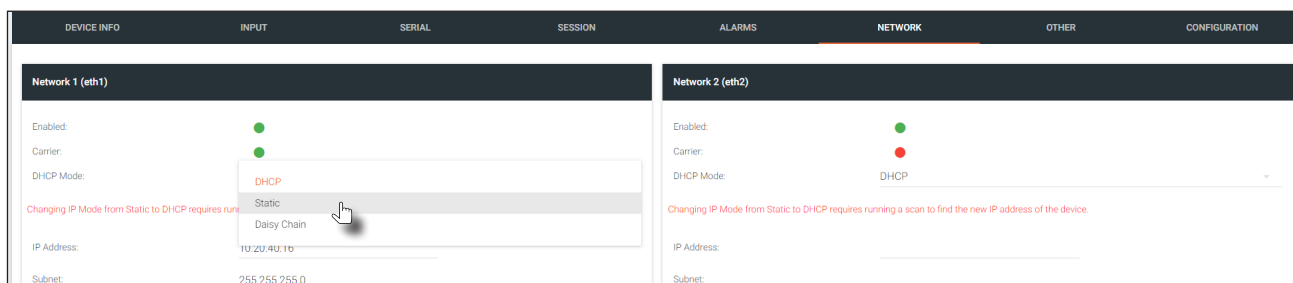 DEVICE INFO INPUT SERIAL SESSION ALARMS NETWORK OTHER CONFIGURATION
Network 1 (eth1)
Enabled:
Carrier:
DHCP Mode:
DHCP
Static
Daisy Chain
Changing IP Mode from Static to DHCP requires
IP Address: 10.20.40.16
Subnet: 255.255.255.0
Network 2 (eth2)
Enabled:
Carrier:
DHCP Mode: DHCP
Changing IP Mode from Static to DHCP requires running a scan to find the new IP address of the device.
IP Address:
Subnet: